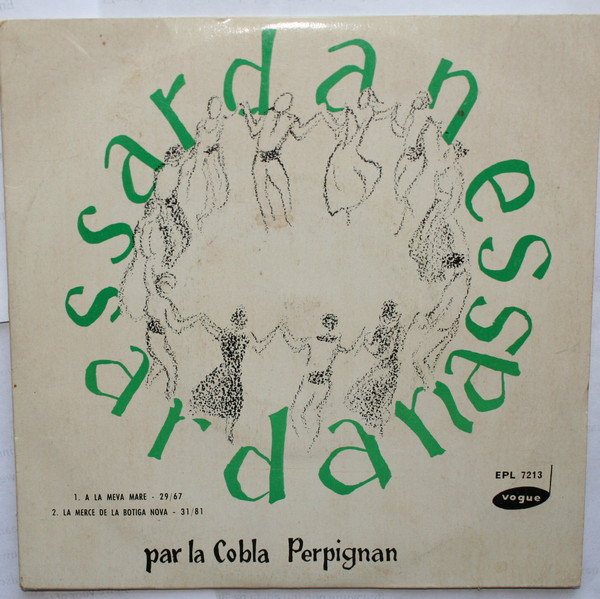 sardanes
sardanas
EPL 7213
vogue
1. A LA MEVA MARE - 29/67
2. LA MERCE DE LA BOTIGA NOVA - 31/81
par la Cobla Perpignan